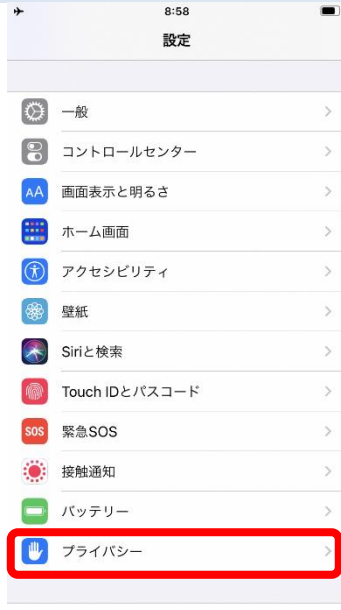 8:58
設定
一般
コントロールセンター
AA 画面表示と明るさ
ホーム画面
アクセシビリティ
壁紙
Siriと検索
Touch IDとパスコード
SOS 緊急SOS
接触通知
バッテリー
プライバシー